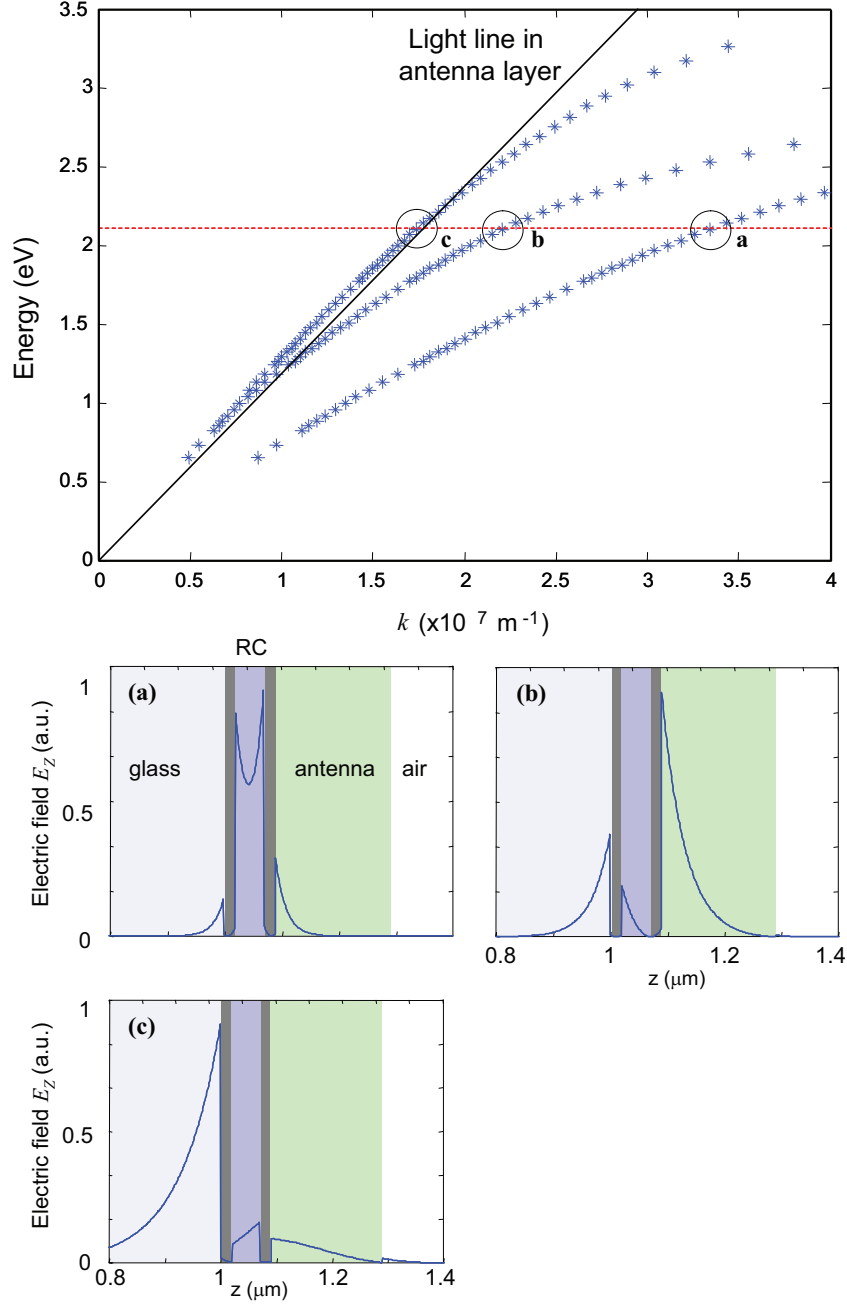 3.5
3
2.5
2
1.5
1
0.5
0
Energy (eV)
Light line in
antenna layer
c
b
a
0 0.5 1 1.5 2 2.5 3 3.5 4
k (x10 ⁷ m⁻¹)
RC
(a)
1
0.5
0
Electric field E_Z (a.u.)
glass
antenna
air
(b)
0.8 1 1.2 1.4
z (μm)
(c)
1
0.5
0
Electric field E_Z (a.u.)
0.8 1 1.2 1.4
z (μm)